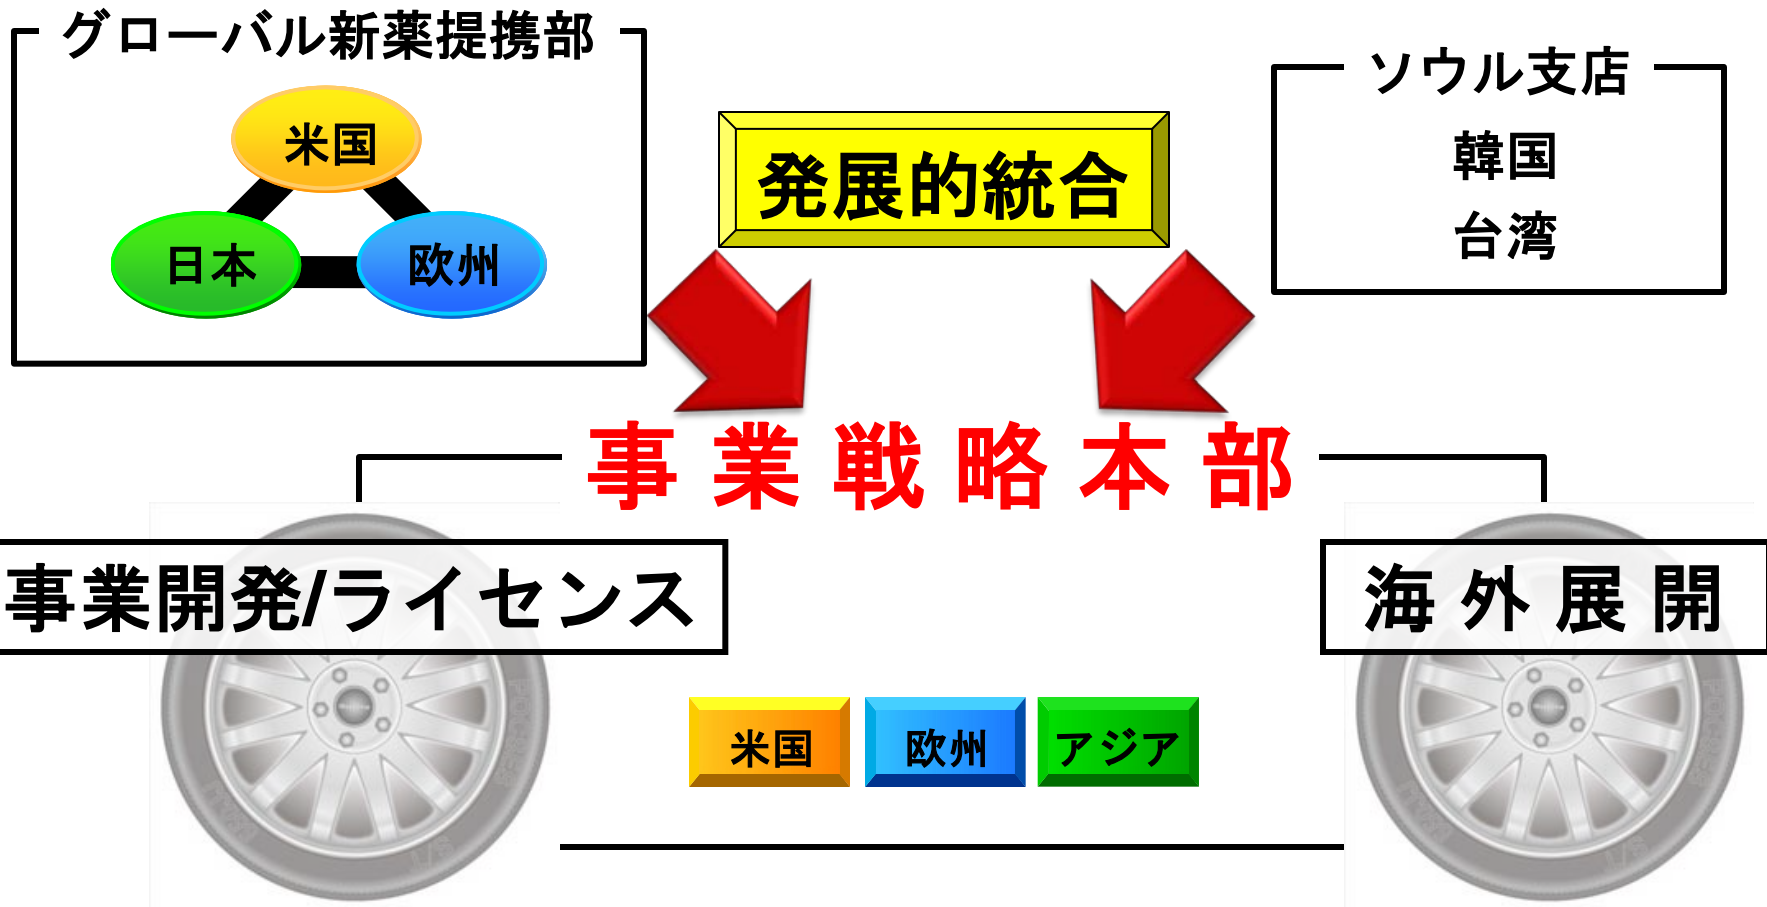 グローバル新薬提携部
米国
日本
欧州
発展的統合
ソウル支店
韓国
台湾
事業戦略本部
事業開発/ライセンス
海外展開
米国
欧州
アジア